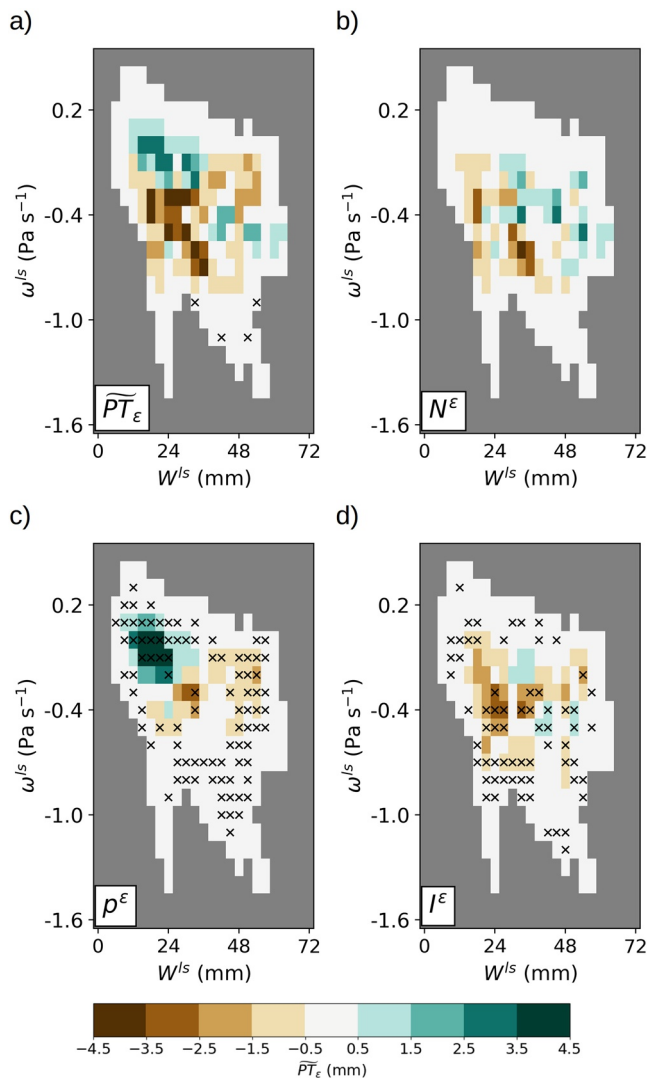 a)
b)
0.2
-0.4
-1.0
-1.6
ω^ls (Pa s⁻¹)
P̃T̃_ε
0 24 48 72
W^ls (mm)
0.2
-0.4
-1.0
-1.6
ω^ls (Pa s⁻¹)
N^ε
0 24 48 72
W^ls (mm)
c)
d)
0.2
-0.4
-1.0
-1.6
ω^ls (Pa s⁻¹)
p^ε
0 24 48 72
W^ls (mm)
0.2
-0.4
-1.0
-1.6
ω^ls (Pa s⁻¹)
I^ε
0 24 48 72
W^ls (mm)
−4.5 −3.5 −2.5 −1.5 −0.5 0.5 1.5 2.5 3.5 4.5
P̃T̃_ε (mm)